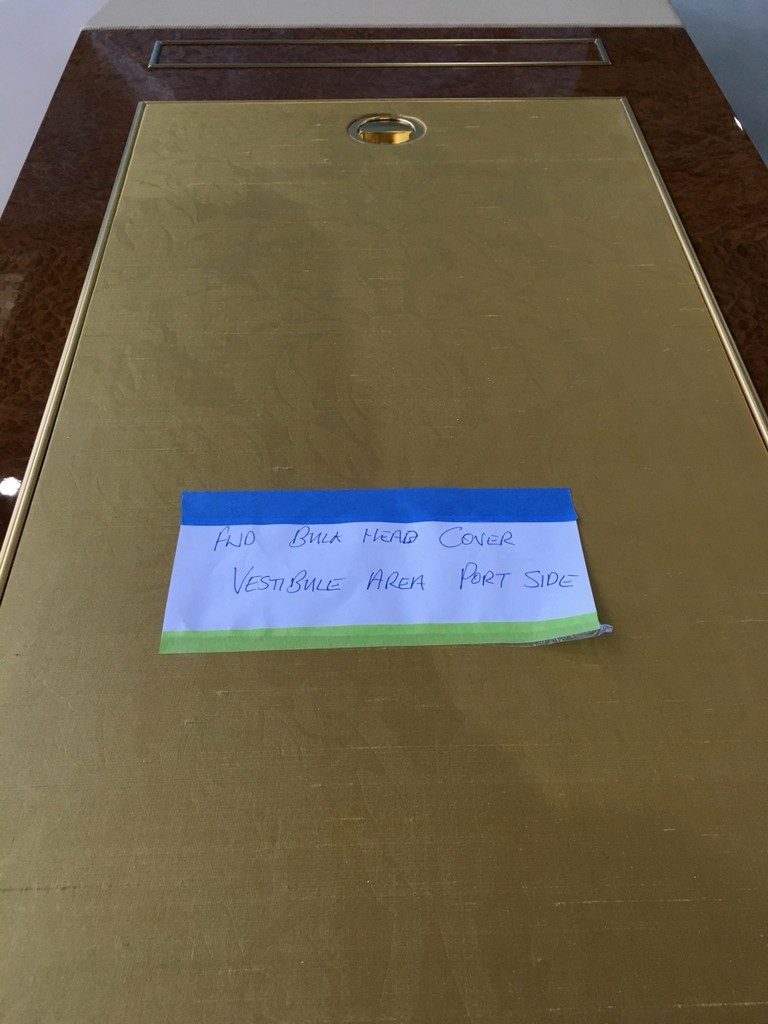 FWD BULK HEAD COVER
VESTIBULE AREA PORT SIDE